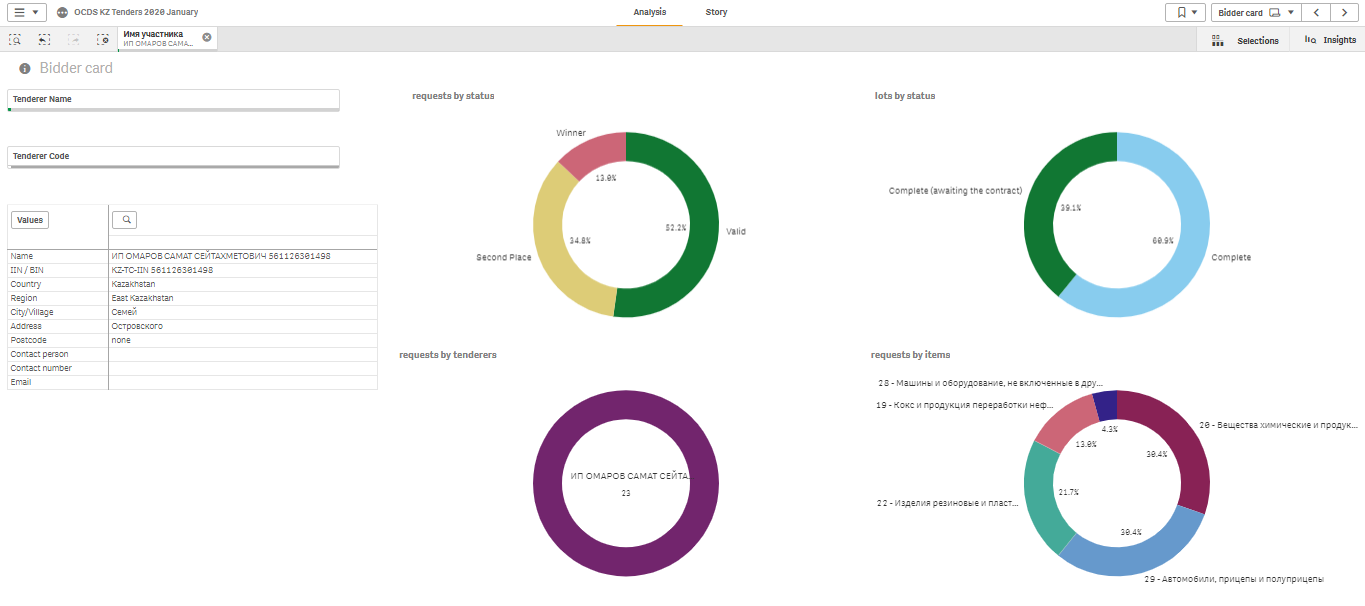 OCDS KZ Tenders 2020 January
Analysis
Story
Bidder card
Имя участника
ИП ОМАРОВ САМА...
Selections
Insights
Bidder card
Tenderer Name
Tenderer Code
Values
Name ИП ОМАРОВ САМАТ СЕЙТАХМЕТОВИЧ 561126301498
IIN / BIN KZ-TC-IIN 561126301498
Country Kazakhstan
Region East Kazakhstan
City/Village Семей
Address Островского
Postcode none
Contact person
Contact number
Email
requests by status
Winner
13.0%
52.2%
Valid
34.8%
Second Place
lots by status
Complete (awaiting the contract)
39.1%
60.9%
Complete
requests by tenderers
ИП ОМАРОВ САМАТ СЕЙТА...
23
requests by items
28 - Машины и оборудование, не включенные в дру...
19 - Кокс и продукция переработки неф...
4.3%
20 - Вещества химические и продук...
13.0%
30.4%
21.7%
22 - Изделия резиновые и пласт...
30.4%
29 - Автомобили, прицепы и полуприцепы